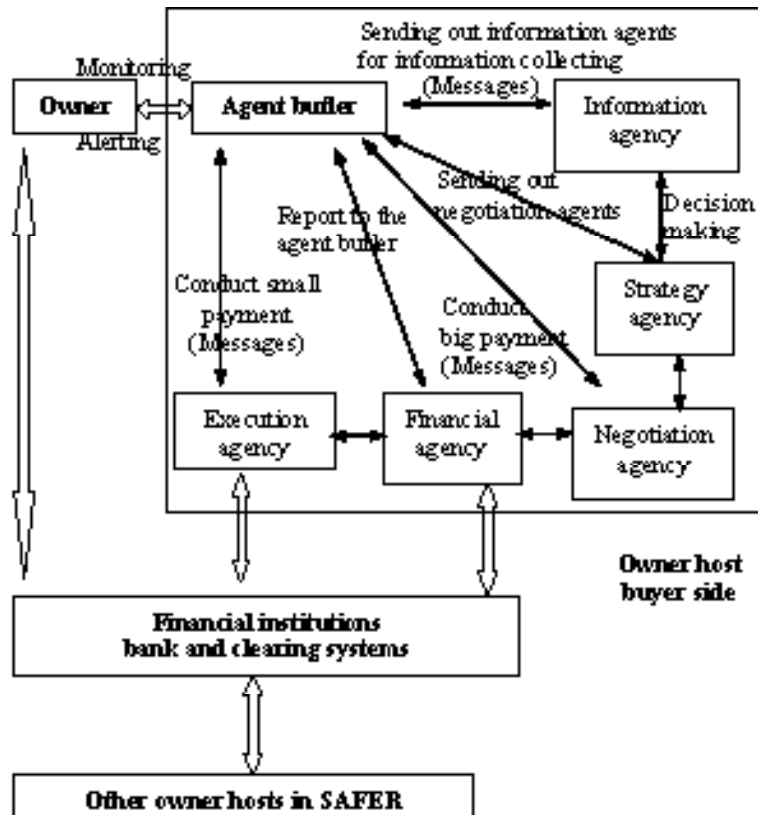 Sending out information agents
for information collecting
(Messages)
Monitoring
Owner
Agent butler
Information
agency
Alerting
Sending out
negotiation agents
Decision
making
Report to the
agent butler
Strategy
agency
Conduct small
payment
(Messages)
Conduct
big payment
(Messages)
Execution
agency
Financial
agency
Negotiation
agency
Owner host
buyer side
Financial institutions
bank and clearing systems
Other owner hosts in SAFER